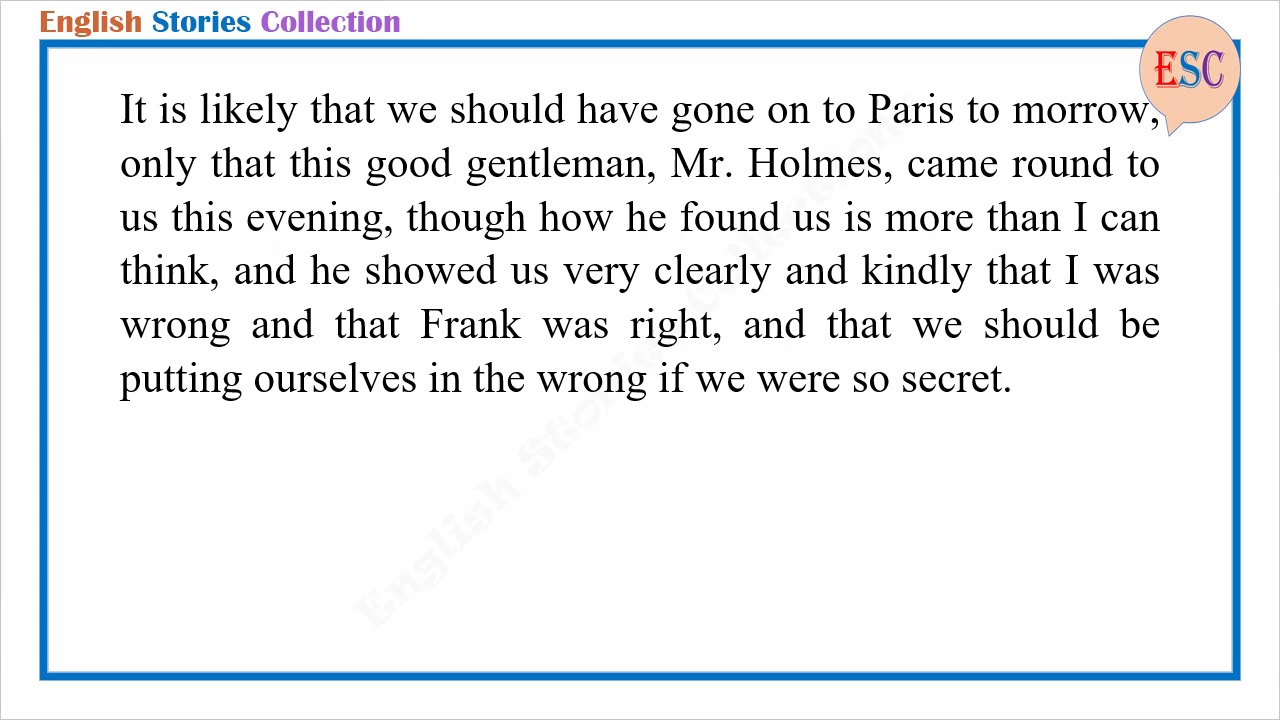 English Stories Collection
ESC
It is likely that we should have gone on to Paris to morrow,
only that this good gentleman, Mr. Holmes, came round to
us this evening, though how he found us is more than I can
think, and he showed us very clearly and kindly that I was
wrong and that Frank was right, and that we should be
putting ourselves in the wrong if we were so secret.
English Stories Collection